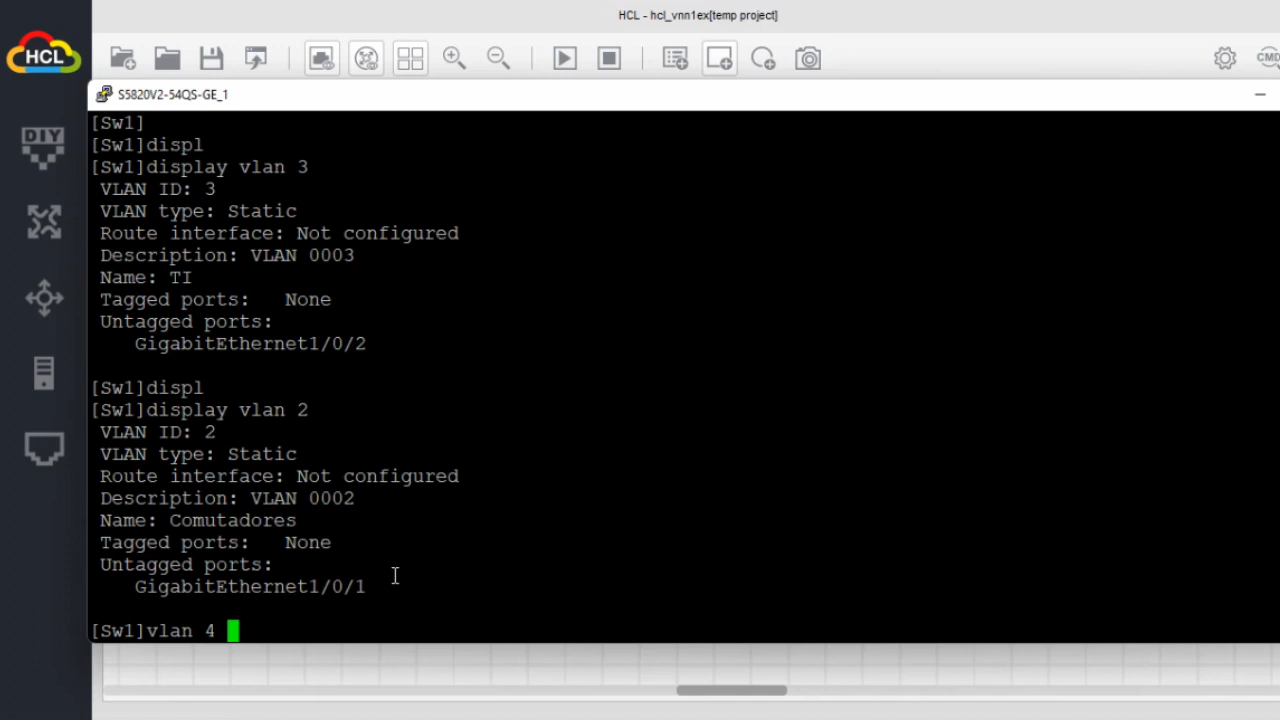 HCL - hcl_vnn1ex[temp project]
HCL
CMD
DIY
S5820V2-54QS-GE_1
[Sw1]
[Sw1]displ
[Sw1]display vlan 3
VLAN ID: 3
VLAN type: Static
Route interface: Not configured
Description: VLAN 0003
Name: TI
Tagged ports:   None
Untagged ports:
GigabitEthernet1/0/2
[Sw1]displ
[Sw1]display vlan 2
VLAN ID: 2
VLAN type: Static
Route interface: Not configured
Description: VLAN 0002
Name: Comutadores
Tagged ports:   None
Untagged ports:
GigabitEthernet1/0/1
[Sw1]vlan 4